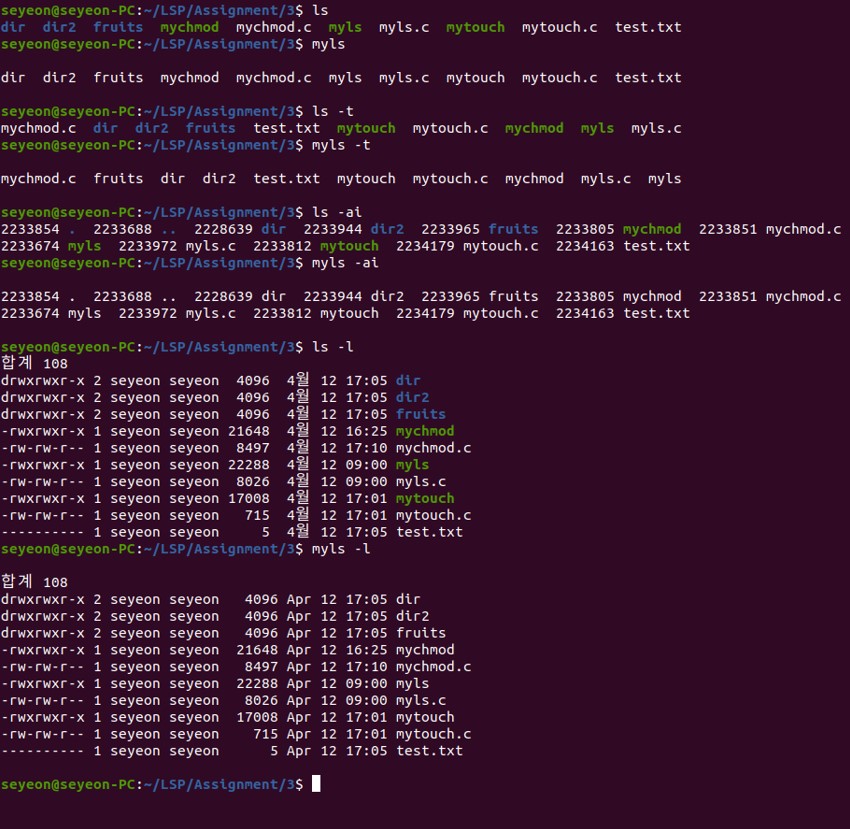 seyeon@seyeon-PC:~/LSP/Assignment/3$ ls
dir  dir2  fruits  mychmod  mychmod.c  myls  myls.c  mytouch  mytouch.c  test.txt
seyeon@seyeon-PC:~/LSP/Assignment/3$ myls
dir  dir2  fruits  mychmod  mychmod.c  myls  myls.c  mytouch  mytouch.c  test.txt
seyeon@seyeon-PC:~/LSP/Assignment/3$ ls -t
mychmod.c  dir  dir2  fruits  test.txt  mytouch  mytouch.c  mychmod  myls  myls.c
seyeon@seyeon-PC:~/LSP/Assignment/3$ myls -t
mychmod.c  fruits  dir  dir2  test.txt  mytouch  mytouch.c  mychmod  myls.c  myls
seyeon@seyeon-PC:~/LSP/Assignment/3$ ls -ai
2233854 .  2233688 ..  2228639 dir  2233944 dir2  2233965 fruits  2233805 mychmod  2233851 mychmod.c
2233674 myls  2233972 myls.c  2233812 mytouch  2234179 mytouch.c  2234163 test.txt
seyeon@seyeon-PC:~/LSP/Assignment/3$ myls -ai
2233854 .  2233688 ..  2228639 dir  2233944 dir2  2233965 fruits  2233805 mychmod  2233851 mychmod.c
2233674 myls  2233972 myls.c  2233812 mytouch  2234179 mytouch.c  2234163 test.txt
seyeon@seyeon-PC:~/LSP/Assignment/3$ ls -l
합계 108
drwxrwxr-x 2 seyeon seyeon  4096  4월 12 17:05 dir
drwxrwxr-x 2 seyeon seyeon  4096  4월 12 17:05 dir2
drwxrwxr-x 2 seyeon seyeon  4096  4월 12 17:05 fruits
-rwxrwxr-x 1 seyeon seyeon 21648  4월 12 16:25 mychmod
-rw-rw-r-- 1 seyeon seyeon  8497  4월 12 17:10 mychmod.c
-rwxrwxr-x 1 seyeon seyeon 22288  4월 12 09:00 myls
-rw-rw-r-- 1 seyeon seyeon  8026  4월 12 09:00 myls.c
-rwxrwxr-x 1 seyeon seyeon 17008  4월 12 17:01 mytouch
-rw-rw-r-- 1 seyeon seyeon   715  4월 12 17:01 mytouch.c
---------- 1 seyeon seyeon     5  4월 12 17:05 test.txt
seyeon@seyeon-PC:~/LSP/Assignment/3$ myls -l
합계 108
drwxrwxr-x 2 seyeon seyeon   4096 Apr 12 17:05 dir
drwxrwxr-x 2 seyeon seyeon   4096 Apr 12 17:05 dir2
drwxrwxr-x 2 seyeon seyeon   4096 Apr 12 17:05 fruits
-rwxrwxr-x 1 seyeon seyeon  21648 Apr 12 16:25 mychmod
-rw-rw-r-- 1 seyeon seyeon   8497 Apr 12 17:10 mychmod.c
-rwxrwxr-x 1 seyeon seyeon  22288 Apr 12 09:00 myls
-rw-rw-r-- 1 seyeon seyeon   8026 Apr 12 09:00 myls.c
-rwxrwxr-x 1 seyeon seyeon  17008 Apr 12 17:01 mytouch
-rw-rw-r-- 1 seyeon seyeon    715 Apr 12 17:01 mytouch.c
---------- 1 seyeon seyeon      5 Apr 12 17:05 test.txt
seyeon@seyeon-PC:~/LSP/Assignment/3$